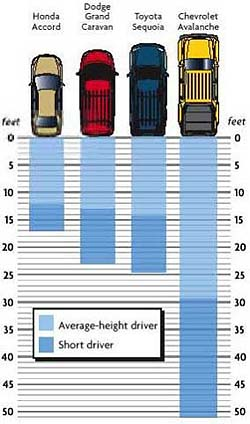 Honda
Accord
Dodge
Grand
Caravan
Toyota
Sequoia
Chevrolet
Avalanche
feet
feet
0
0
5
5
10
10
15
15
20
20
25
25
30
30
35
35
40
40
45
45
50
50
Average-height driver
Short driver